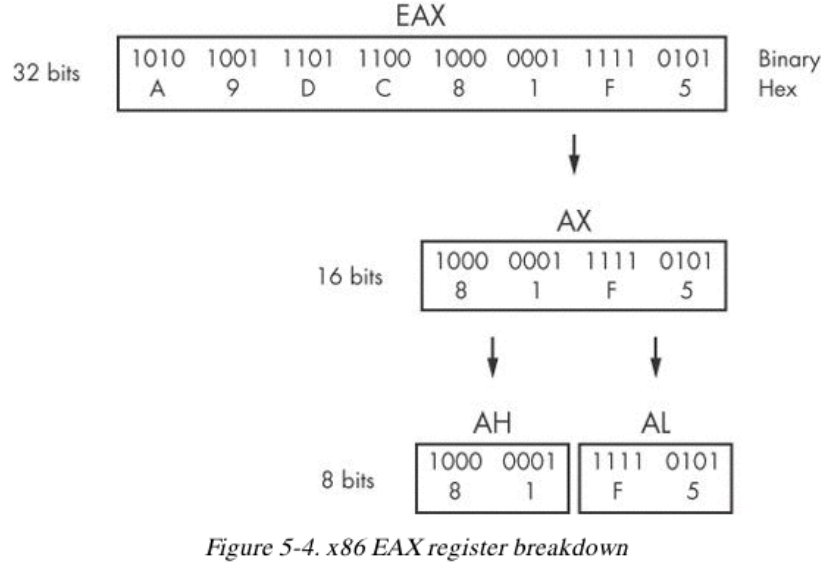 EAX
32 bits
1010 1001 1101 1100 1000 0001 1111 0101 Binary
A 9 D C 8 1 F 5 Hex
AX
16 bits
1000 0001 1111 0101
8 1 F 5
AH AL
8 bits
1000 0001 1111 0101
8 1 F 5
Figure 5-4. x86 EAX register breakdown